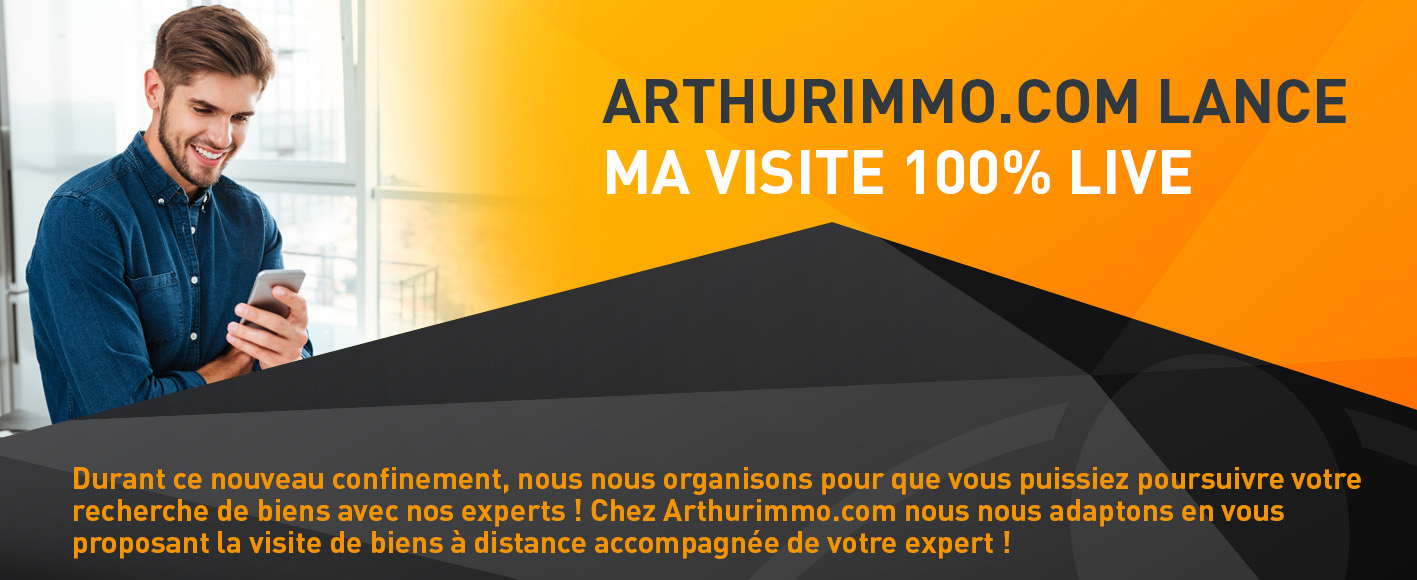 ARTHURIMMO.COM LANCE
MA VISITE 100% LIVE
Durant ce nouveau confinement, nous nous organisons pour que vous puissiez poursuivre votre
recherche de biens avec nos experts ! Chez Arthurimmo.com nous nous adaptons en vous
proposant la visite de biens à distance accompagnée de votre expert !